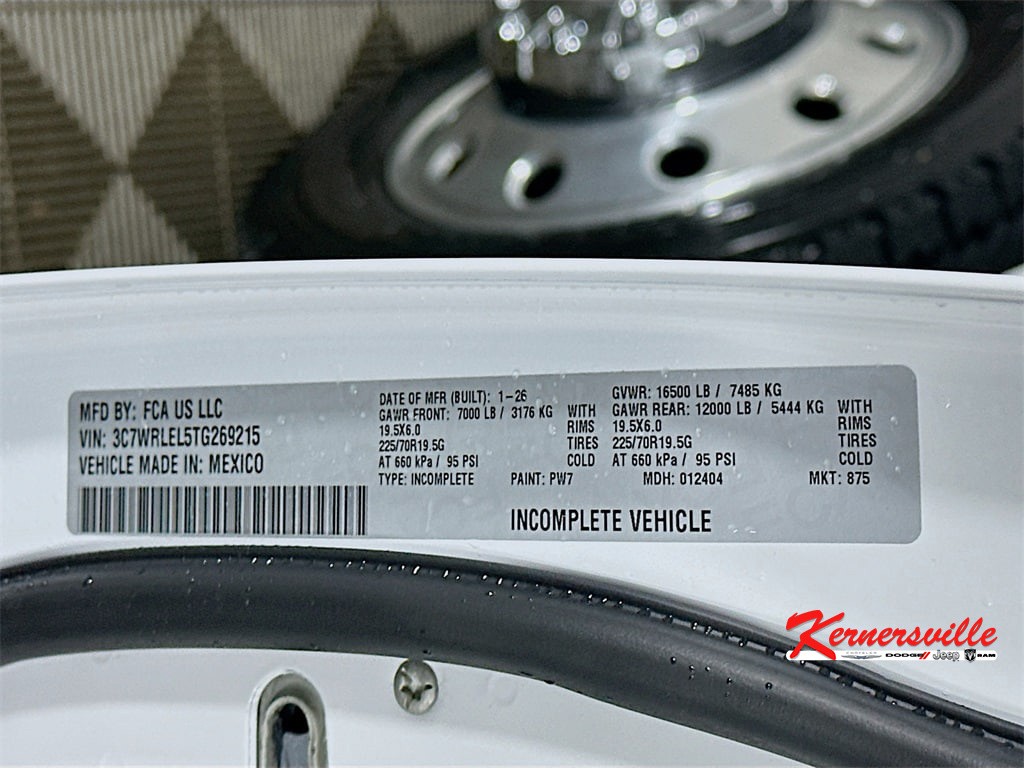 MFD BY: FCA US LLC
VIN: 3C7WRLEL5TG269215
VEHICLE MADE IN: MEXICO
DATE OF MFR (BUILT): 1-26
GAWR FRONT: 7000 LB / 3176 KG WITH
19.5X6.0 RIMS
225/70R19.5G TIRES
AT 660 kPa / 95 PSI COLD
TYPE: INCOMPLETE
GVWR: 16500 LB / 7485 KG
GAWR REAR: 12000 LB / 5444 KG WITH
19.5X6.0 RIMS
225/70R19.5G TIRES
AT 660 kPa / 95 PSI COLD
PAINT: PW7 MDH: 012404 MKT: 875
INCOMPLETE VEHICLE
Kernersville
CHRYSLER DODGE// Jeep RAM